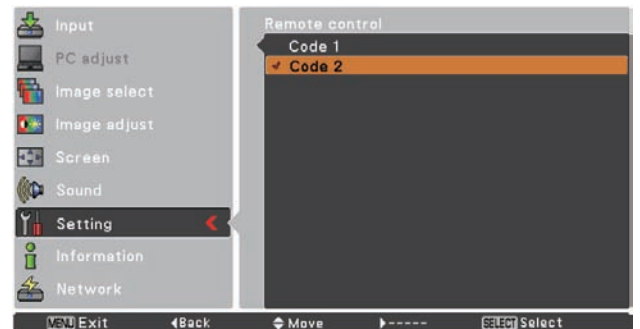 Input
PC adjust
Image select
Image adjust
Screen
Sound
Setting
Information
Network
Remote control
Code 1
Code 2
MENU Exit ◀Back Move ▶----- SELECT Select